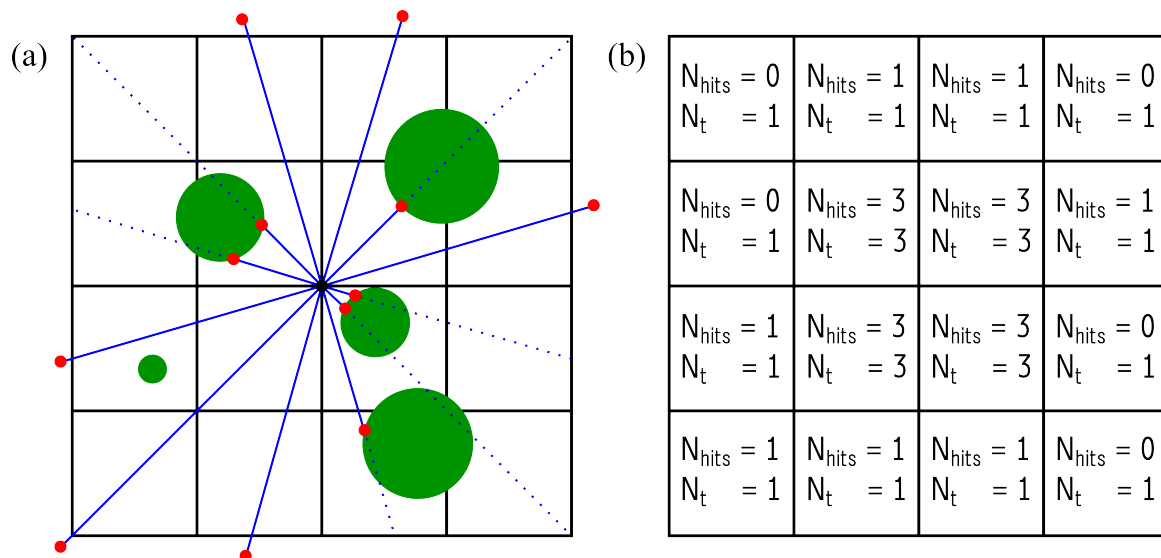 (a)
(b)
N_hits = 0 N_hits = 1 N_hits = 1 N_hits = 0
N_t = 1 N_t = 1 N_t = 1 N_t = 1
N_hits = 0 N_hits = 3 N_hits = 3 N_hits = 1
N_t = 1 N_t = 3 N_t = 3 N_t = 1
N_hits = 1 N_hits = 3 N_hits = 3 N_hits = 0
N_t = 1 N_t = 3 N_t = 3 N_t = 1
N_hits = 1 N_hits = 1 N_hits = 1 N_hits = 0
N_t = 1 N_t = 1 N_t = 1 N_t = 1